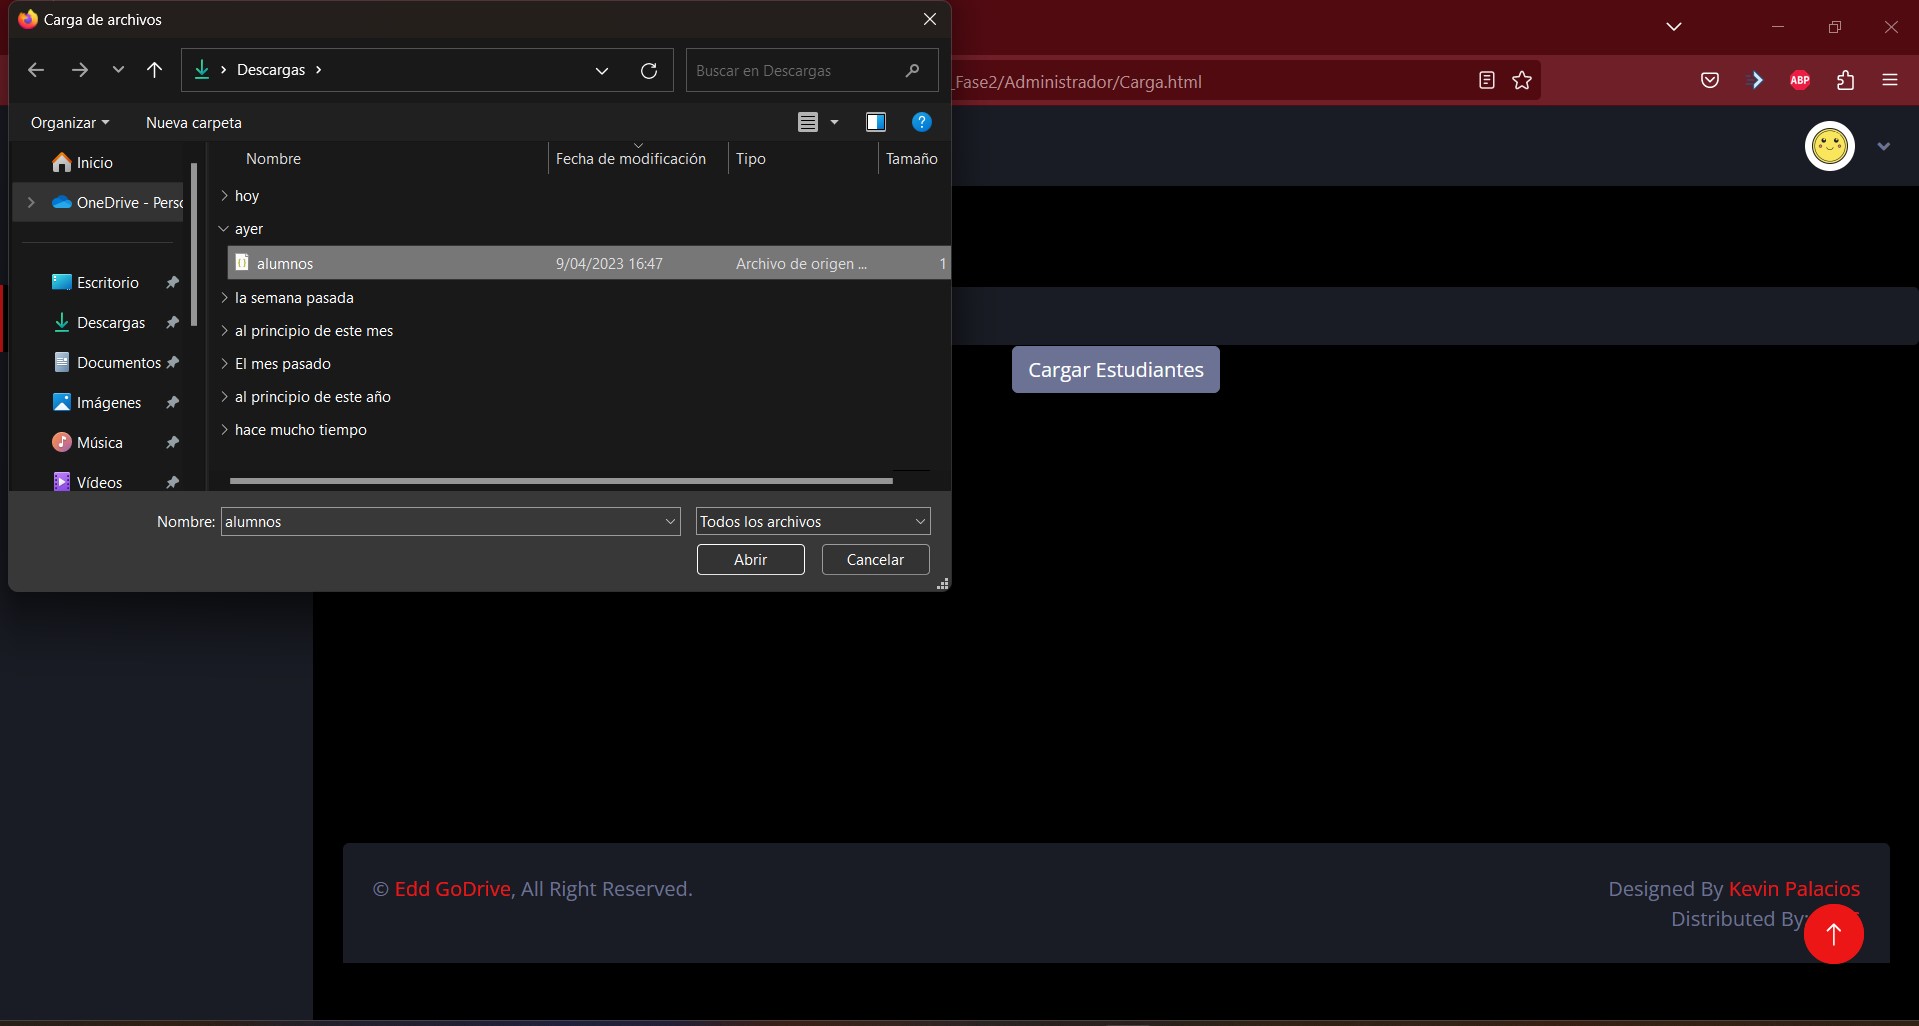 Carga de archivos
Descargas
Buscar en Descargas
_Fase2/Administrador/Carga.html
ABP
Organizar
Nueva carpeta
?
Nombre
Fecha de modificación
Tipo
Tamaño
Inicio
OneDrive - Perso
Escritorio
Descargas
Documentos
Imágenes
Música
Vídeos
hoy
ayer
alumnos
9/04/2023 16:47
Archivo de origen ...
1
la semana pasada
al principio de este mes
El mes pasado
al principio de este año
hace mucho tiempo
Nombre:
alumnos
Todos los archivos
Abrir
Cancelar
Cargar Estudiantes
© Edd GoDrive, All Right Reserved.
Designed By Kevin Palacios
Distributed By: